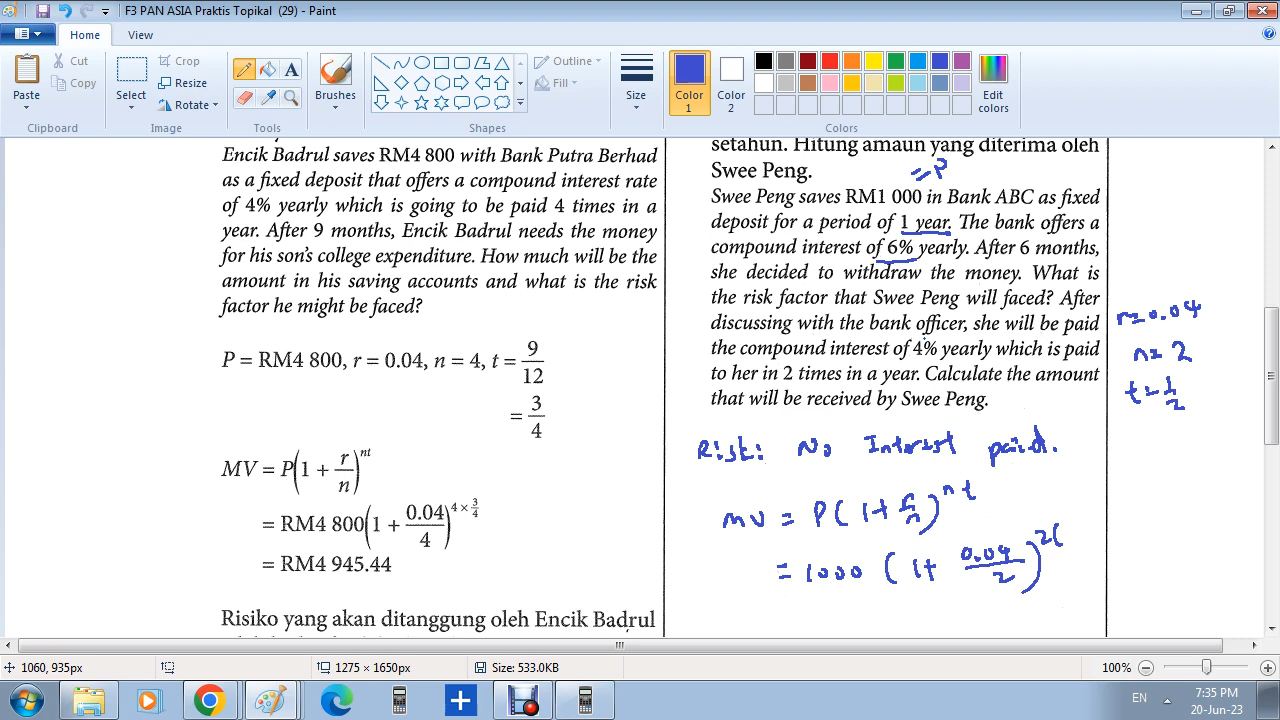 F3 PAN ASIA Praktis Topikal (29) - Paint
Home View
Paste
Cut
Copy
Clipboard
Select
Crop
Resize
Rotate
Image
A
Tools
Brushes
Outline
Fill
Shapes
Size
Color 1
Color 2
Edit colors
Colors
Encik Badrul saves RM4 800 with Bank Putra Berhad
as a fixed deposit that offers a compound interest rate
of 4% yearly which is going to be paid 4 times in a
year. After 9 months, Encik Badrul needs the money
for his son's college expenditure. How much will be the
amount in his saving accounts and what is the risk
factor he might be faced?
P = RM4 800, r = 0.04, n = 4, t = 9/12
= 3/4
MV = P(1 + r/n)^nt
= RM4 800(1 + 0.04/4)^4 × 3/4
= RM4 945.44
Risiko yang akan ditanggung oleh Encik Badrul
setahun. Hitung amaun yang diterima oleh
Swee Peng.
= P
Swee Peng saves RM1 000 in Bank ABC as fixed
deposit for a period of 1 year. The bank offers a
compound interest of 6% yearly. After 6 months,
she decided to withdraw the money. What is
the risk factor that Swee Peng will faced? After
discussing with the bank officer, she will be paid
the compound interest of 4% yearly which is paid
to her in 2 times in a year. Calculate the amount
that will be received by Swee Peng.
r=0.04
n= 2
t = 1/2
Risk: No Interest paid.
MV = P(1+ r/n)^nt
= 1000 (1+ 0.04/2)^2(
1060, 935px
1275 × 1650px
Size: 533.0KB
100%
EN
7:35 PM
20-Jun-23